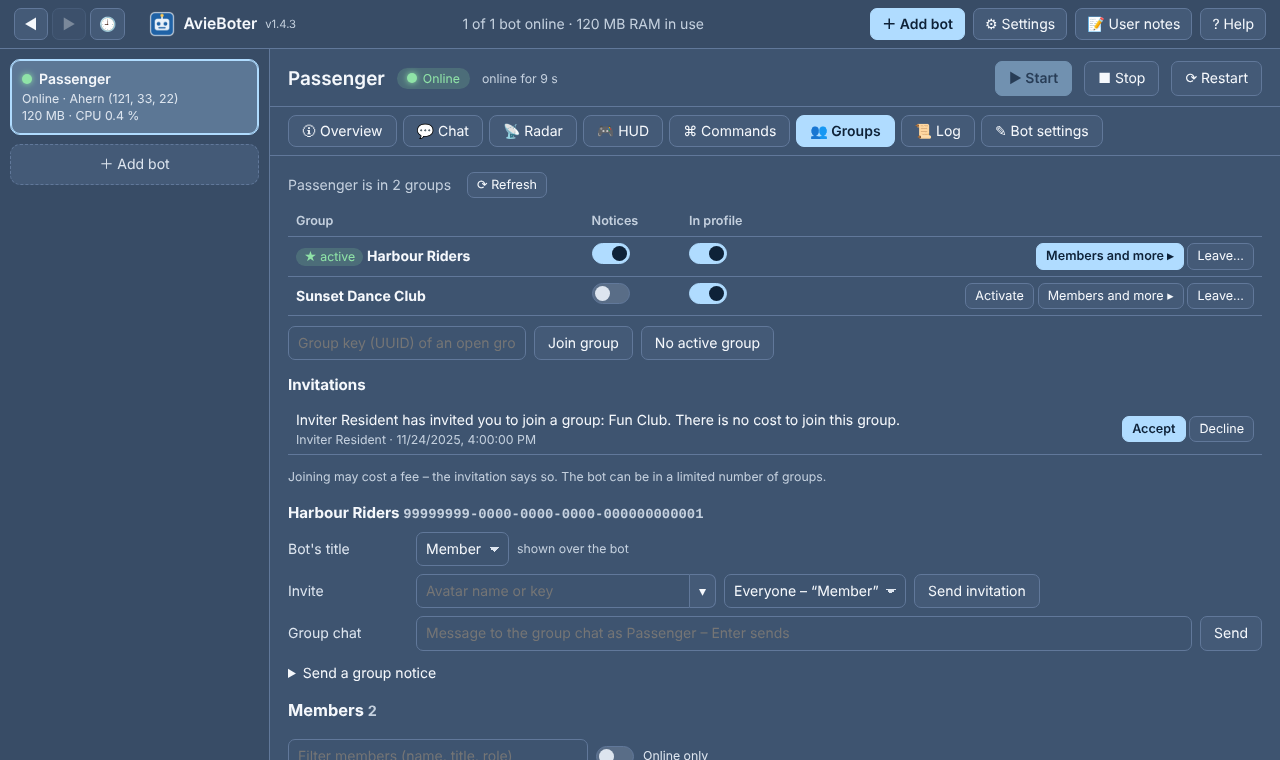 ◀ ▶ 🕘 AvieBoter v1.4.3 1 of 1 bot online · 120 MB RAM in use + Add bot ⚙ Settings 📝 User notes ? Help
Passenger
Online · Ahern (121, 33, 22)
120 MB · CPU 0.4 %
+ Add bot
Passenger Online online for 9 s ▶ Start ■ Stop ⟳ Restart
Overview 💬 Chat 📡 Radar 🎮 HUD ⌘ Commands 👥 Groups 📜 Log ✎ Bot settings
Passenger is in 2 groups ⟳ Refresh
Group Notices In profile
★ active Harbour Riders Members and more ▸ Leave…
Sunset Dance Club Activate Members and more ▸ Leave…
Group key (UUID) of an open gro Join group No active group
Invitations
Inviter Resident has invited you to join a group: Fun Club. There is no cost to join this group.
Inviter Resident · 11/24/2025, 4:00:00 PM
Accept Decline
Joining may cost a fee – the invitation says so. The bot can be in a limited number of groups.
Harbour Riders 99999999-0000-0000-0000-000000000001
Bot's title Member shown over the bot
Invite Avatar name or key ▾ Everyone – “Member” Send invitation
Group chat Message to the group chat as Passenger – Enter sends Send
▶ Send a group notice
Members 2
Filter members (name, title, role) Online only